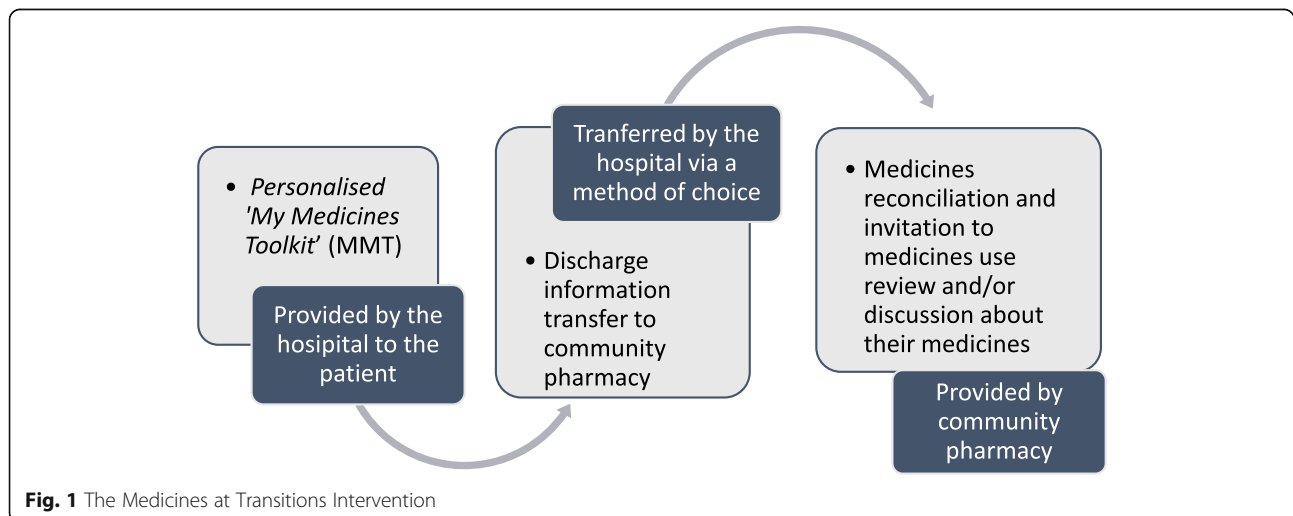 • Personalised
'My Medicines
Toolkit’ (MMT)
Provided by the
hosipital to the
patient
Tranferred by the
hospital via a
method of choice
• Discharge
information
transfer to
community
pharmacy
• Medicines
reconciliation and
invitation to
medicines use
review and/or
discussion about
their medicines
Provided by
community
pharmacy
Fig. 1 The Medicines at Transitions Intervention